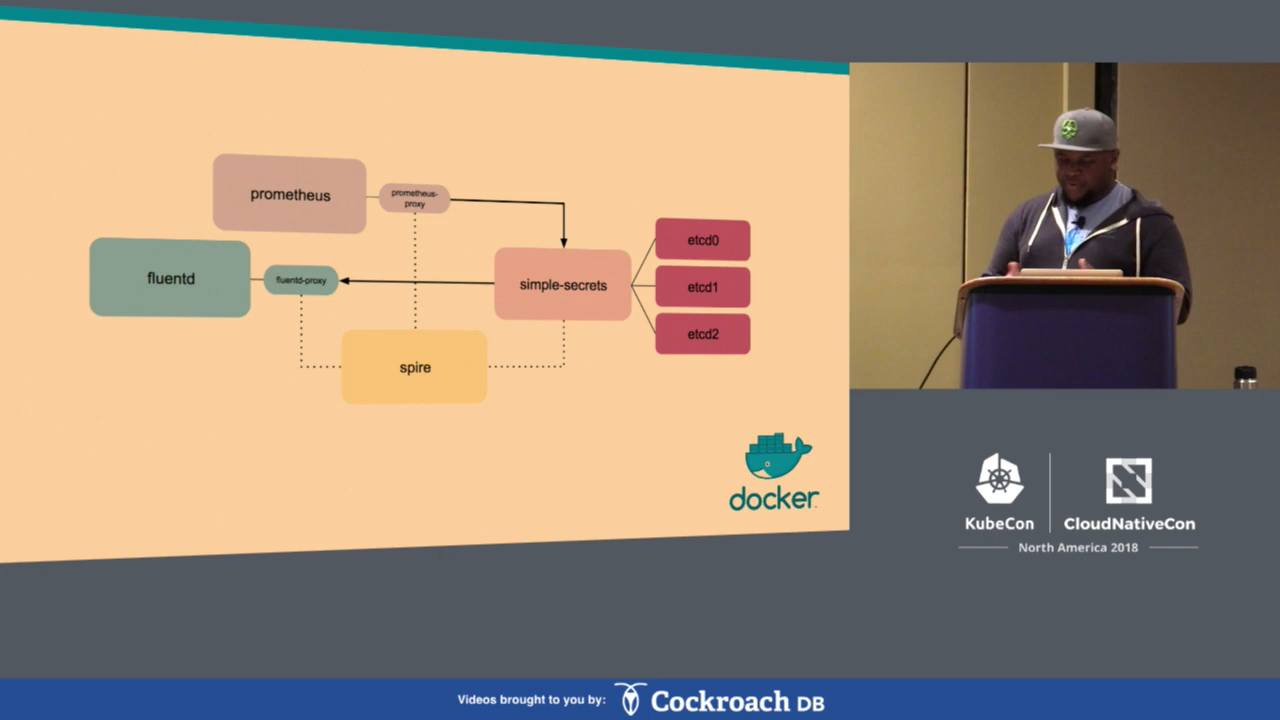 prometheus
prometheus-
proxy
fluentd
fluentd-proxy
simple-secrets
etcd0
etcd1
etcd2
spire
docker
KubeCon
CloudNativeCon
North America 2018
Videos brought to you by:
Cockroach DB